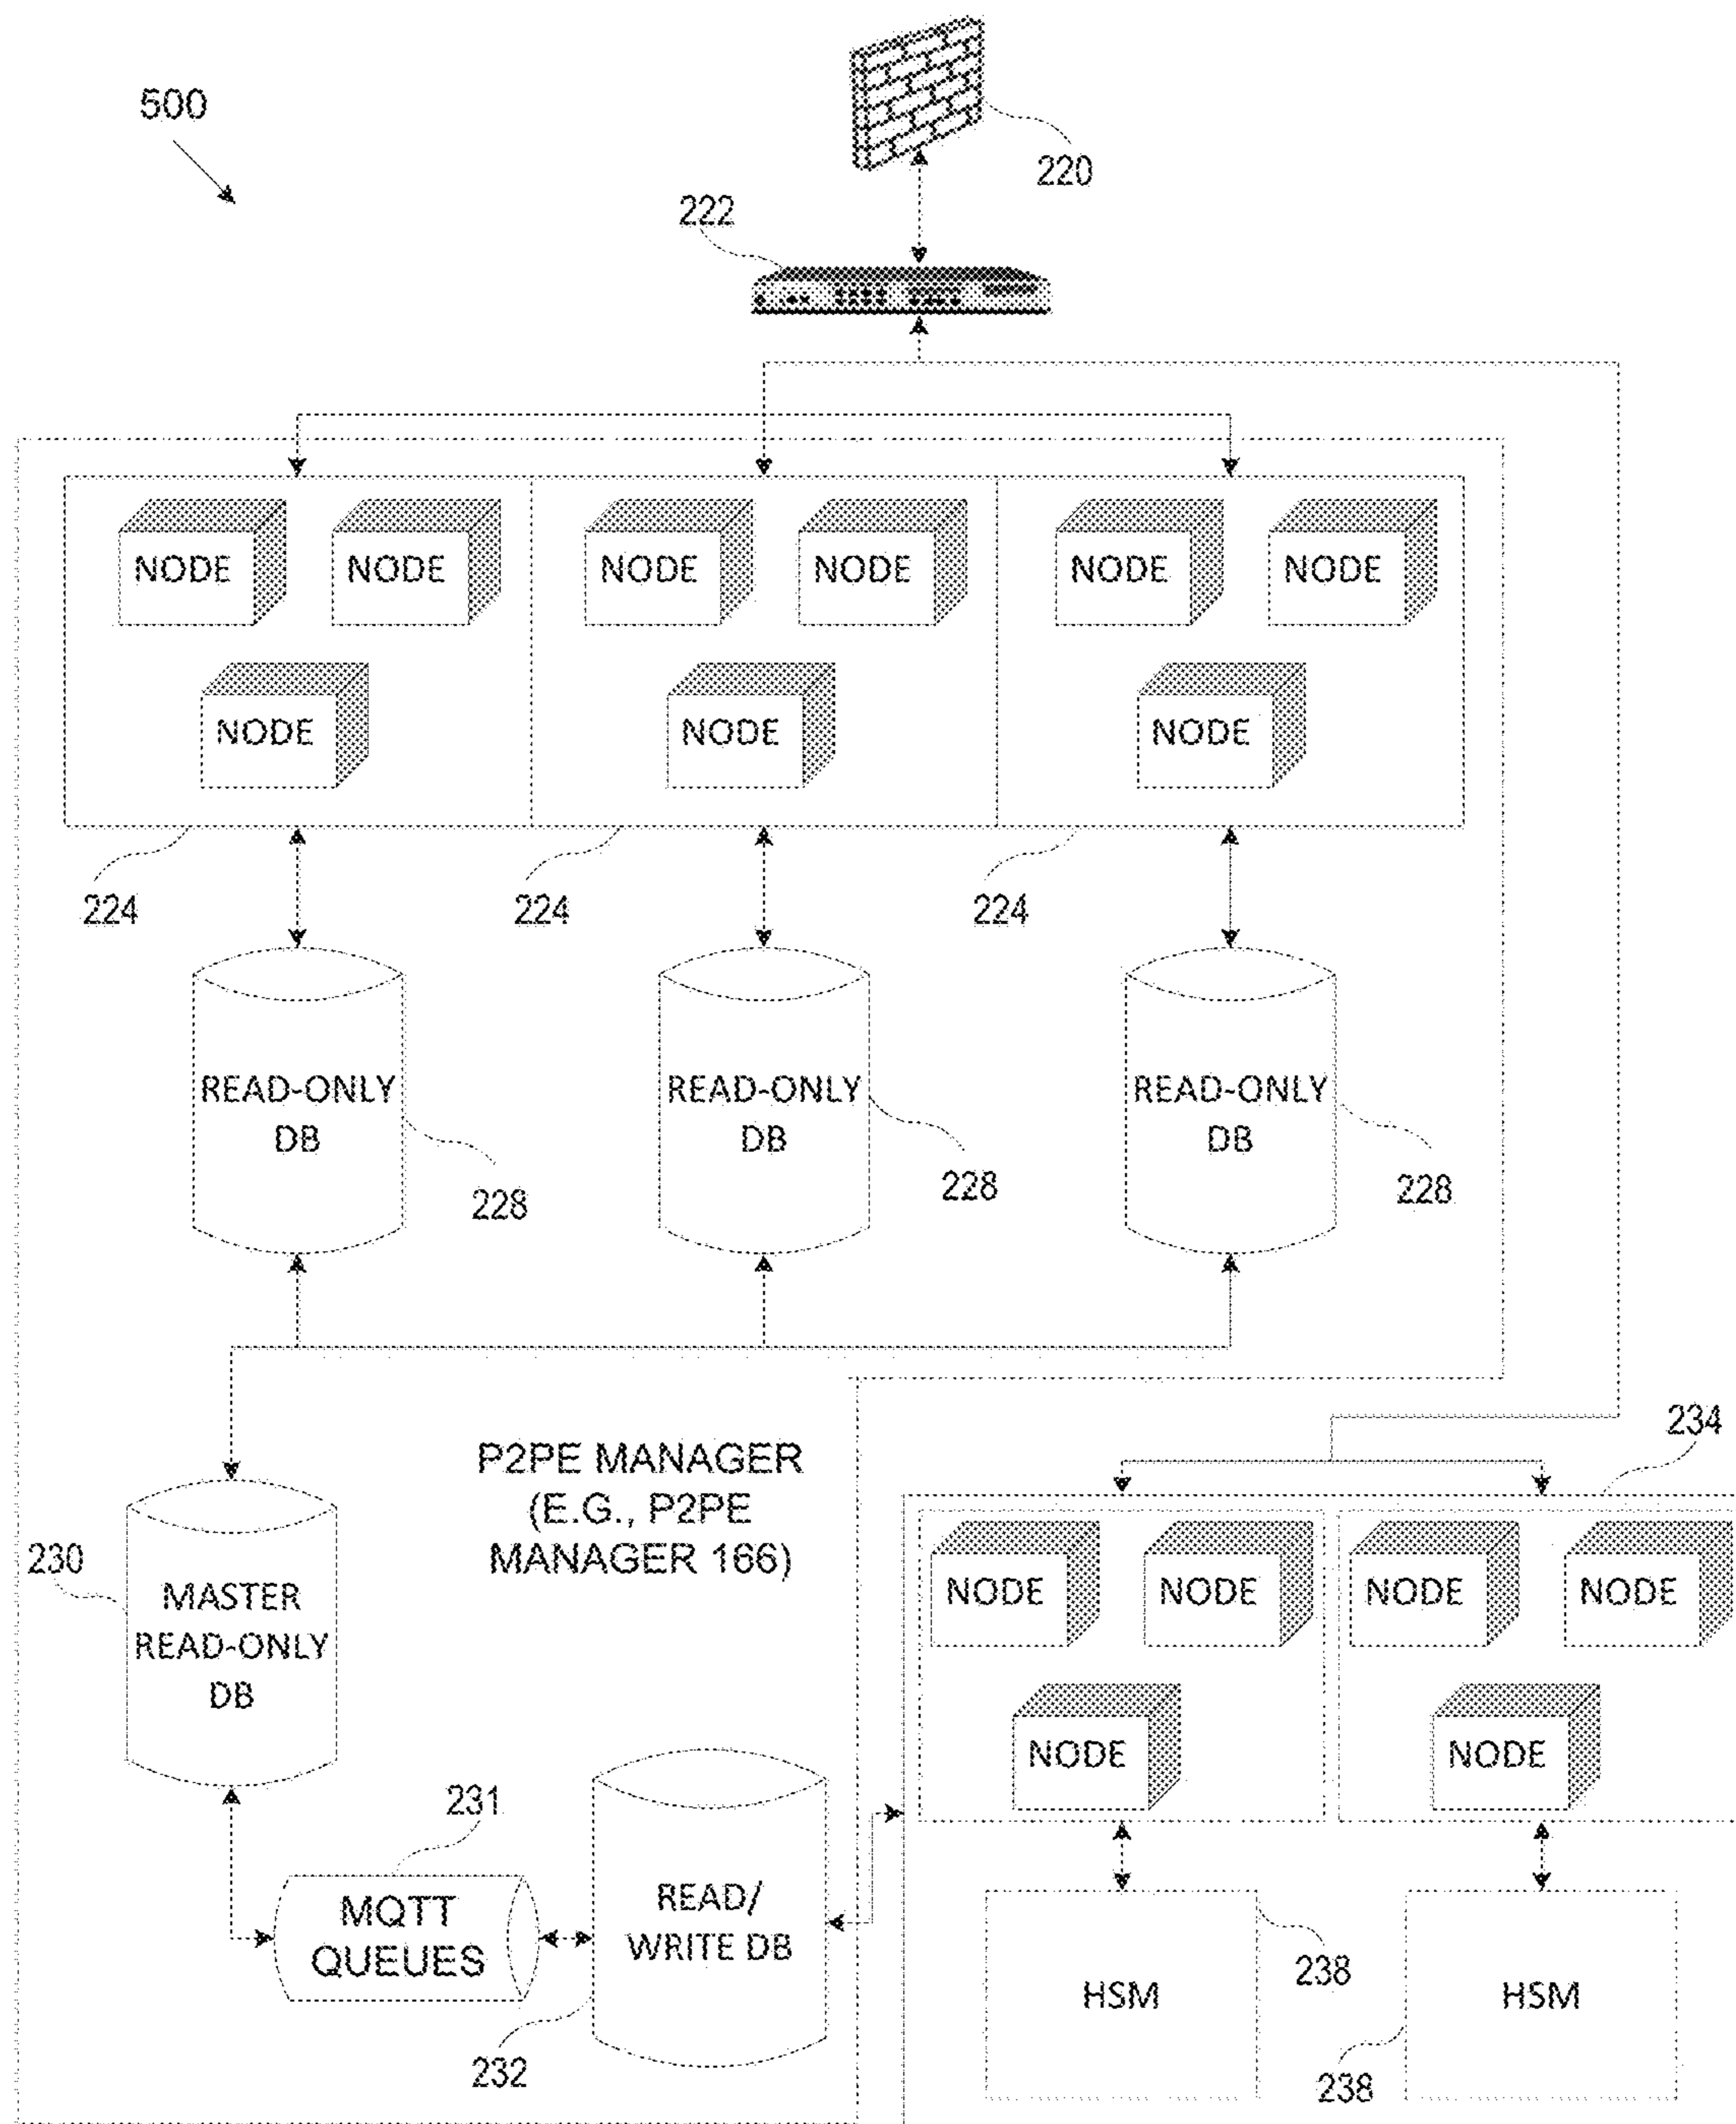 500
220
222
NODE NODE NODE NODE NODE NODE
NODE NODE NODE
224 224 224
READ-ONLY
DB
READ-ONLY
DB
READ-ONLY
DB
228 228 228
234
P2PE MANAGER
(E.G., P2PE
MANAGER 166)
230
MASTER
READ-ONLY
DB
NODE NODE NODE NODE
NODE NODE
231
MQTT
QUEUES
READ/
WRITE DB
232
HSM
238
HSM
238